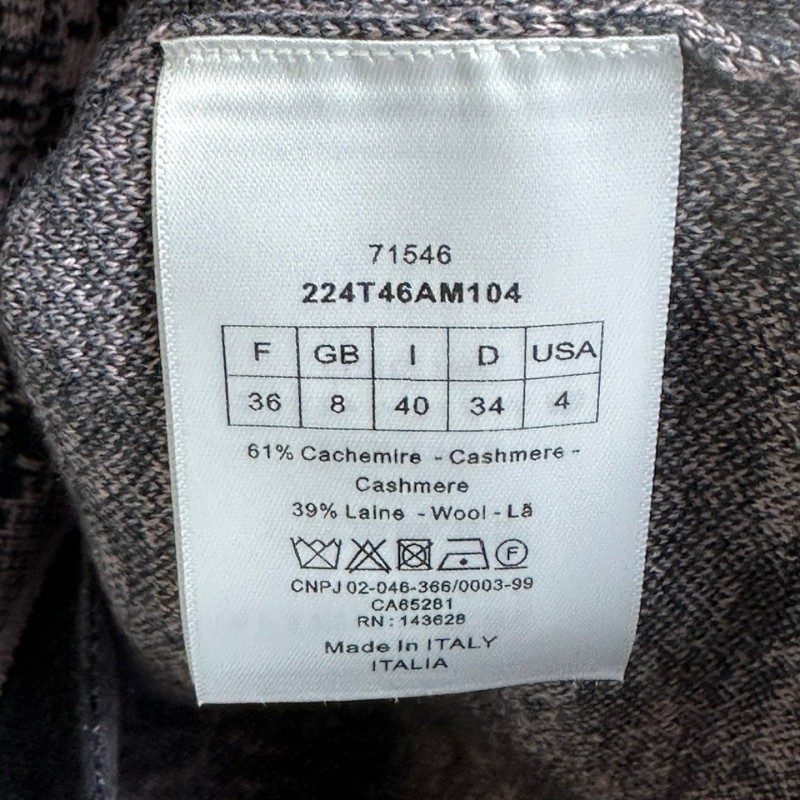 71546
224T46AM104
F GB I D USA
36 8 40 34 4
61% Cachemire - Cashmere -
Cashmere
39% Laine - Wool - Lã
F
CNPJ 02-046-366/0003-99
CA65281
RN : 143628
Made In ITALY
ITALIA